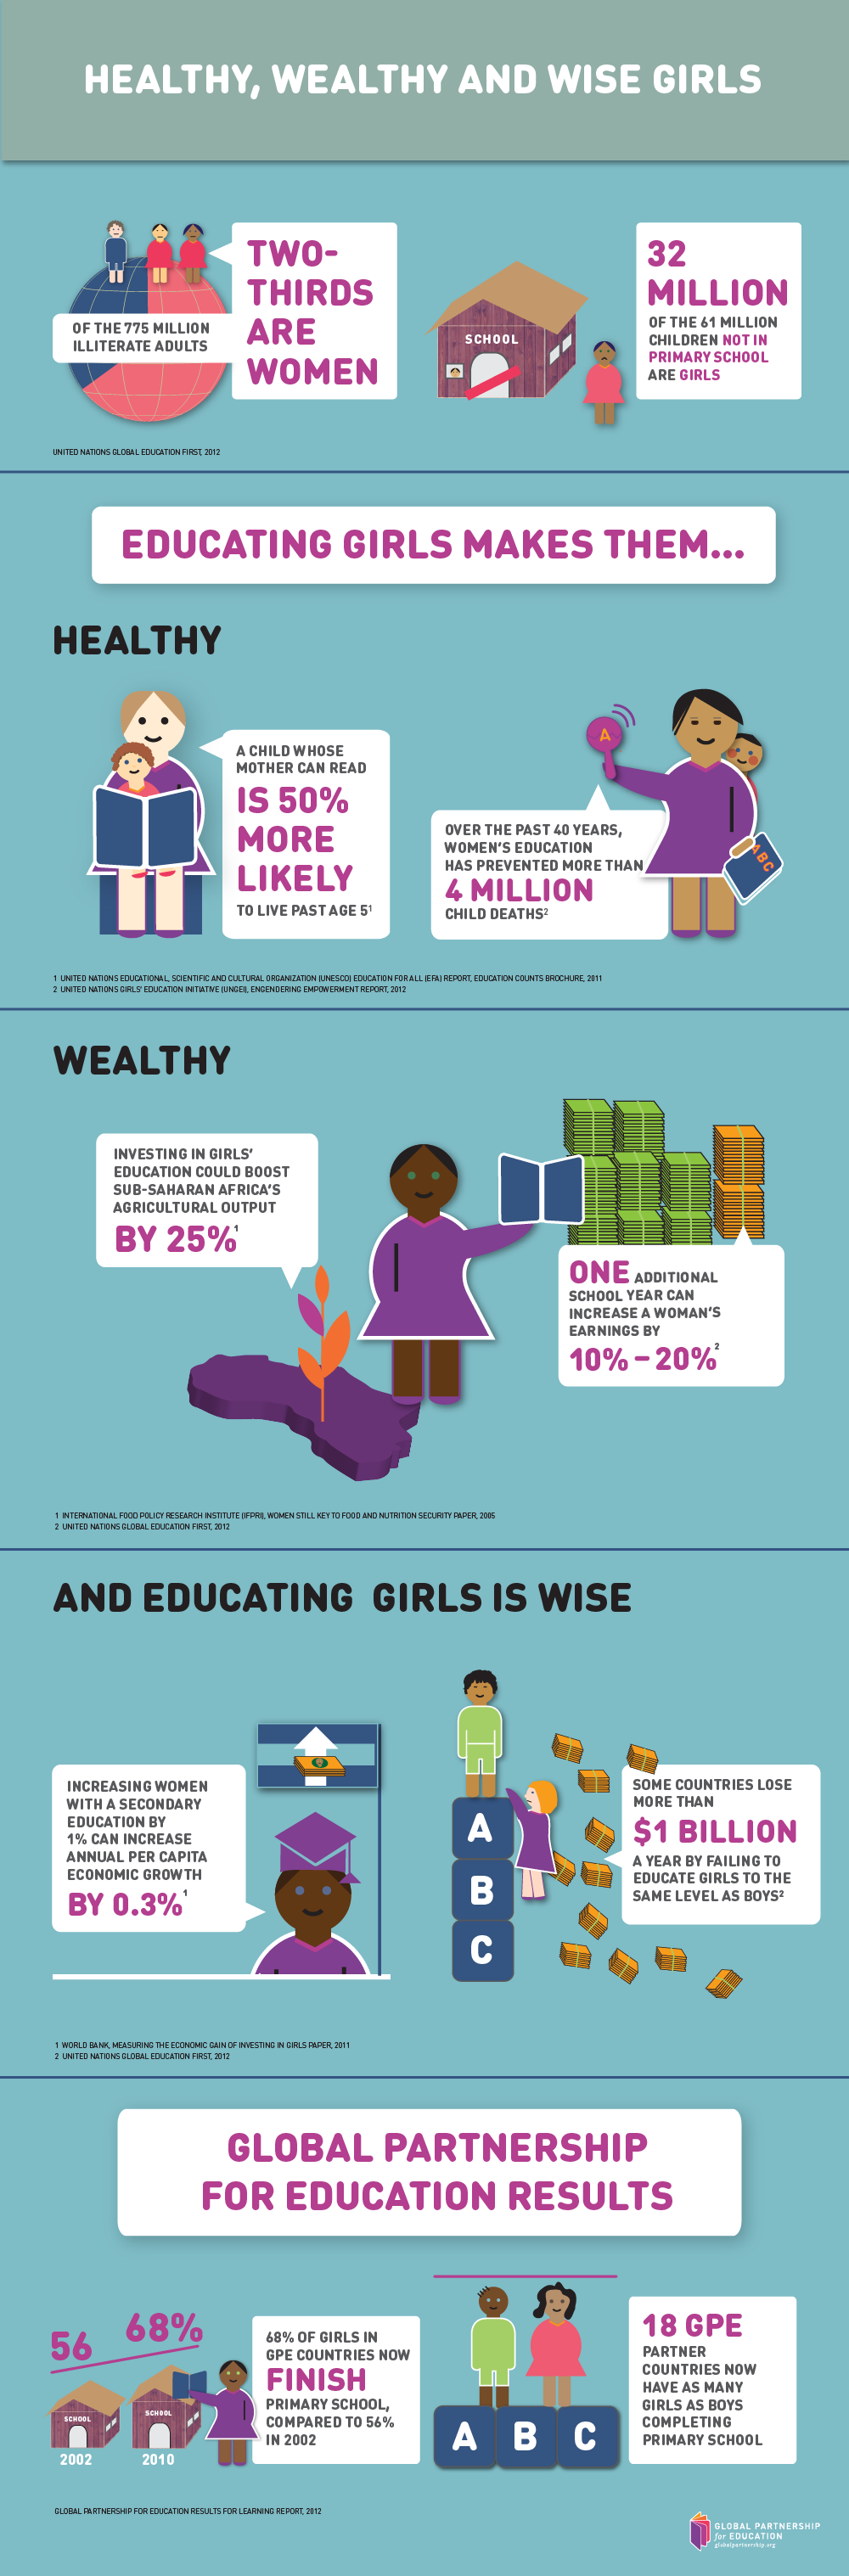 HEALTHY, WEALTHY AND WISE GIRLS
OF THE 775 MILLION
ILLITERATE ADULTS
TWO-
THIRDS
ARE
WOMEN
SCHOOL
32
MILLION
OF THE 61 MILLION
CHILDREN NOT IN
PRIMARY SCHOOL
ARE GIRLS
UNITED NATIONS GLOBAL EDUCATION FIRST, 2012
EDUCATING GIRLS MAKES THEM...
HEALTHY
A CHILD WHOSE
MOTHER CAN READ
IS 50%
MORE
LIKELY
TO LIVE PAST AGE 5¹
A
OVER THE PAST 40 YEARS,
WOMEN'S EDUCATION
HAS PREVENTED MORE THAN
4 MILLION
CHILD DEATHS²
ABC
1 UNITED NATIONS EDUCATIONAL, SCIENTIFIC AND CULTURAL ORGANIZATION (UNESCO) EDUCATION FOR ALL (EFA) REPORT, EDUCATION COUNTS BROCHURE, 2011
2 UNITED NATIONS GIRLS' EDUCATION INITIATIVE (UNGEI), ENGENDERING EMPOWERMENT REPORT, 2012
WEALTHY
INVESTING IN GIRLS'
EDUCATION COULD BOOST
SUB-SAHARAN AFRICA'S
AGRICULTURAL OUTPUT
BY 25%¹
ONE ADDITIONAL
SCHOOL YEAR CAN
INCREASE A WOMAN'S
EARNINGS BY
10% – 20%²
1 INTERNATIONAL FOOD POLICY RESEARCH INSTITUTE (IFPRI), WOMEN STILL KEY TO FOOD AND NUTRITION SECURITY PAPER, 2005
2 UNITED NATIONS GLOBAL EDUCATION FIRST, 2012
AND EDUCATING GIRLS IS WISE
INCREASING WOMEN
WITH A SECONDARY
EDUCATION BY
1% CAN INCREASE
ANNUAL PER CAPITA
ECONOMIC GROWTH
BY 0.3%¹
A
B
C
SOME COUNTRIES LOSE
MORE THAN
$1 BILLION
A YEAR BY FAILING TO
EDUCATE GIRLS TO THE
SAME LEVEL AS BOYS²
1 WORLD BANK, MEASURING THE ECONOMIC GAIN OF INVESTING IN GIRLS PAPER, 2011
2 UNITED NATIONS GLOBAL EDUCATION FIRST, 2012
GLOBAL PARTNERSHIP
FOR EDUCATION RESULTS
56
68%
SCHOOL
SCHOOL
2002
2010
68% OF GIRLS IN
GPE COUNTRIES NOW
FINISH
PRIMARY SCHOOL,
COMPARED TO 56%
IN 2002
A B C
18 GPE
PARTNER
COUNTRIES NOW
HAVE AS MANY
GIRLS AS BOYS
COMPLETING
PRIMARY SCHOOL
GLOBAL PARTNERSHIP FOR EDUCATION RESULTS FOR LEARNING REPORT, 2012
GLOBAL PARTNERSHIP
for EDUCATION
globalpartnership.org